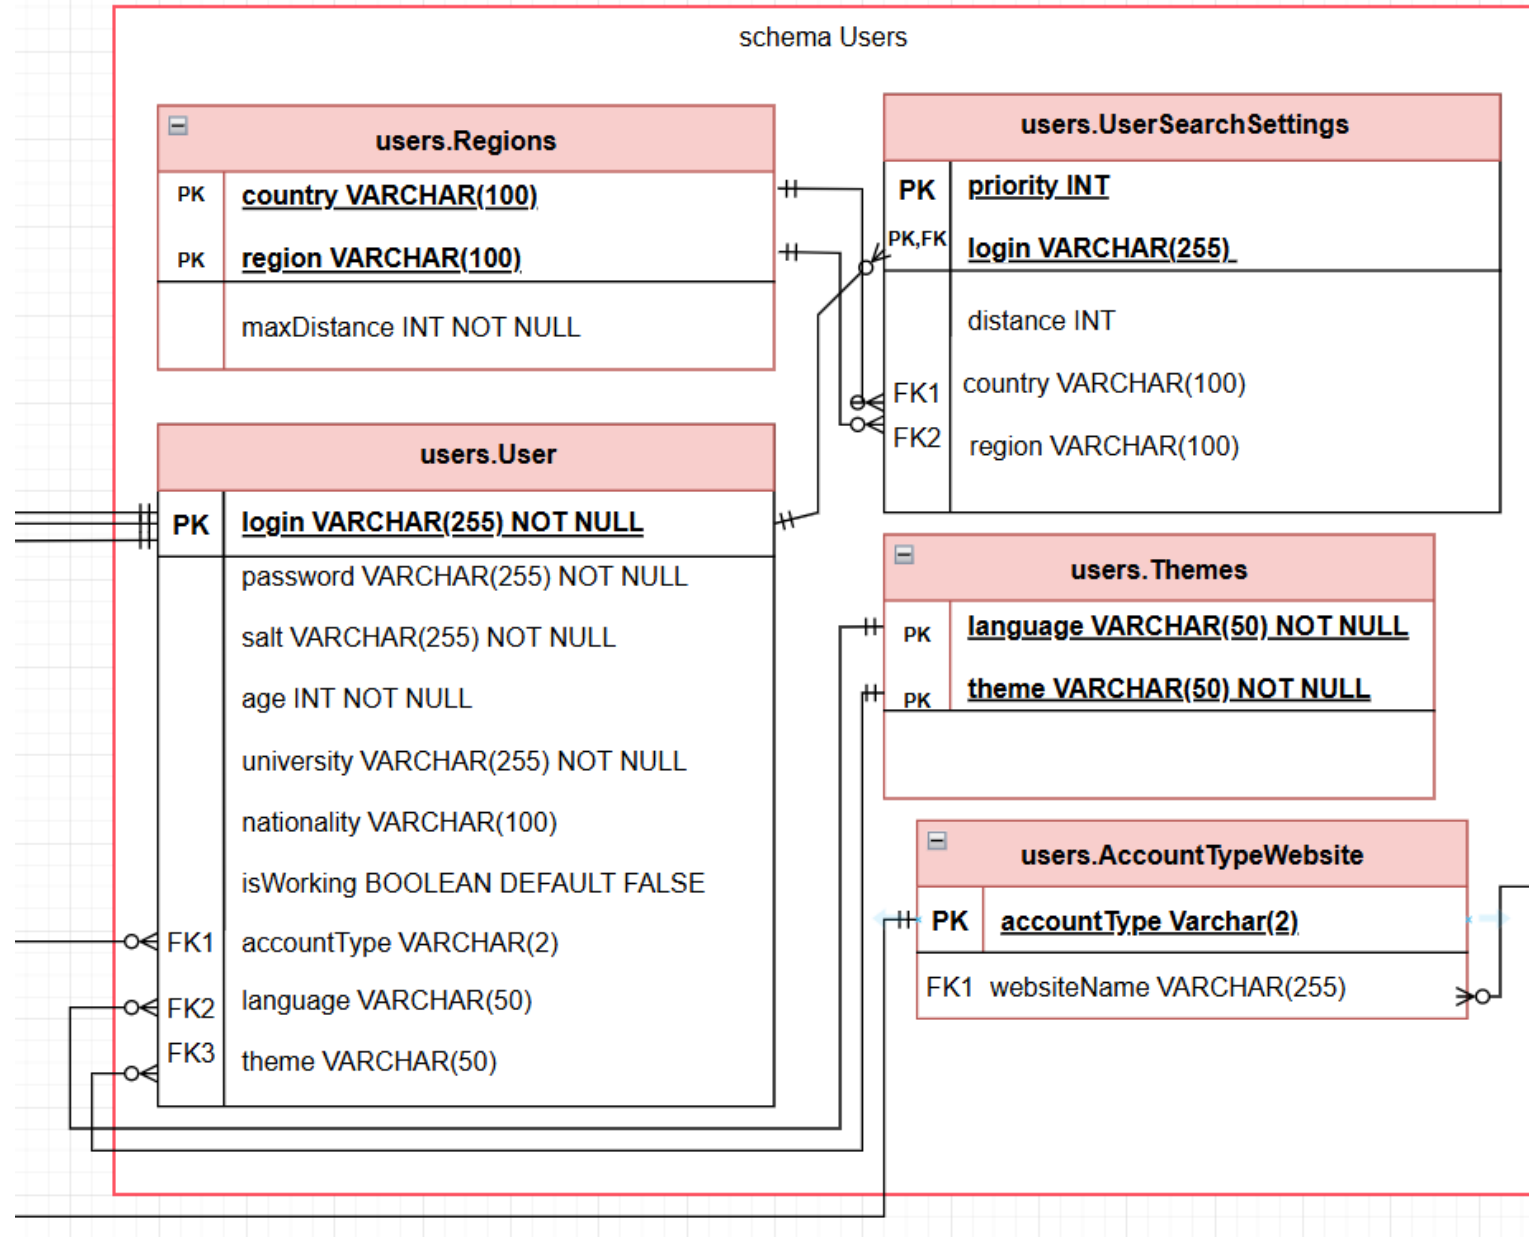 schema Users
users.Regions
PK country VARCHAR(100)
PK region VARCHAR(100)
maxDistance INT NOT NULL
users.UserSearchSettings
PK priority INT
PK,FK login VARCHAR(255)
distance INT
FK1 country VARCHAR(100)
FK2 region VARCHAR(100)
users.User
PK login VARCHAR(255) NOT NULL
password VARCHAR(255) NOT NULL
salt VARCHAR(255) NOT NULL
age INT NOT NULL
university VARCHAR(255) NOT NULL
nationality VARCHAR(100)
isWorking BOOLEAN DEFAULT FALSE
FK1 accountType VARCHAR(2)
FK2 language VARCHAR(50)
FK3 theme VARCHAR(50)
users.Themes
PK language VARCHAR(50) NOT NULL
PK theme VARCHAR(50) NOT NULL
users.AccountTypeWebsite
PK accountType Varchar(2)
FK1 websiteName VARCHAR(255)